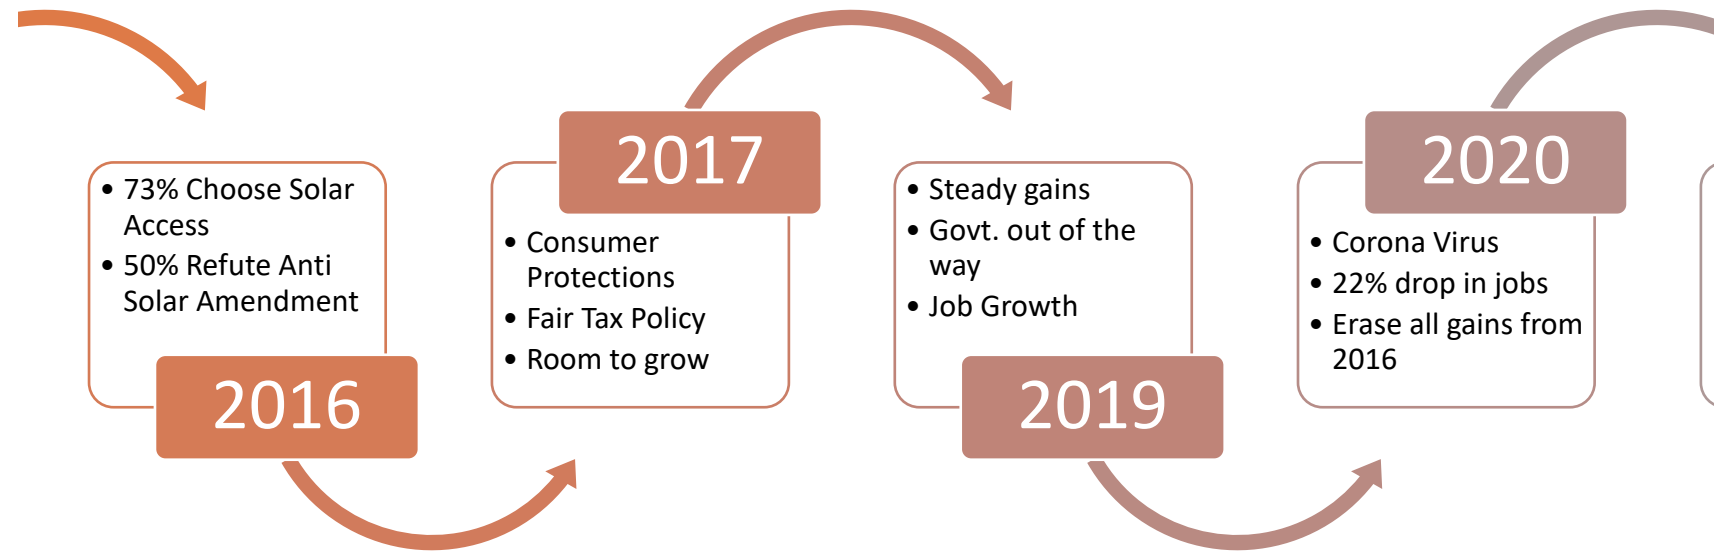 • 73% Choose Solar
Access
• 50% Refute Anti
Solar Amendment
2016
2017
• Consumer
Protections
• Fair Tax Policy
• Room to grow
• Steady gains
• Govt. out of the
way
• Job Growth
2019
2020
• Corona Virus
• 22% drop in jobs
• Erase all gains from
2016